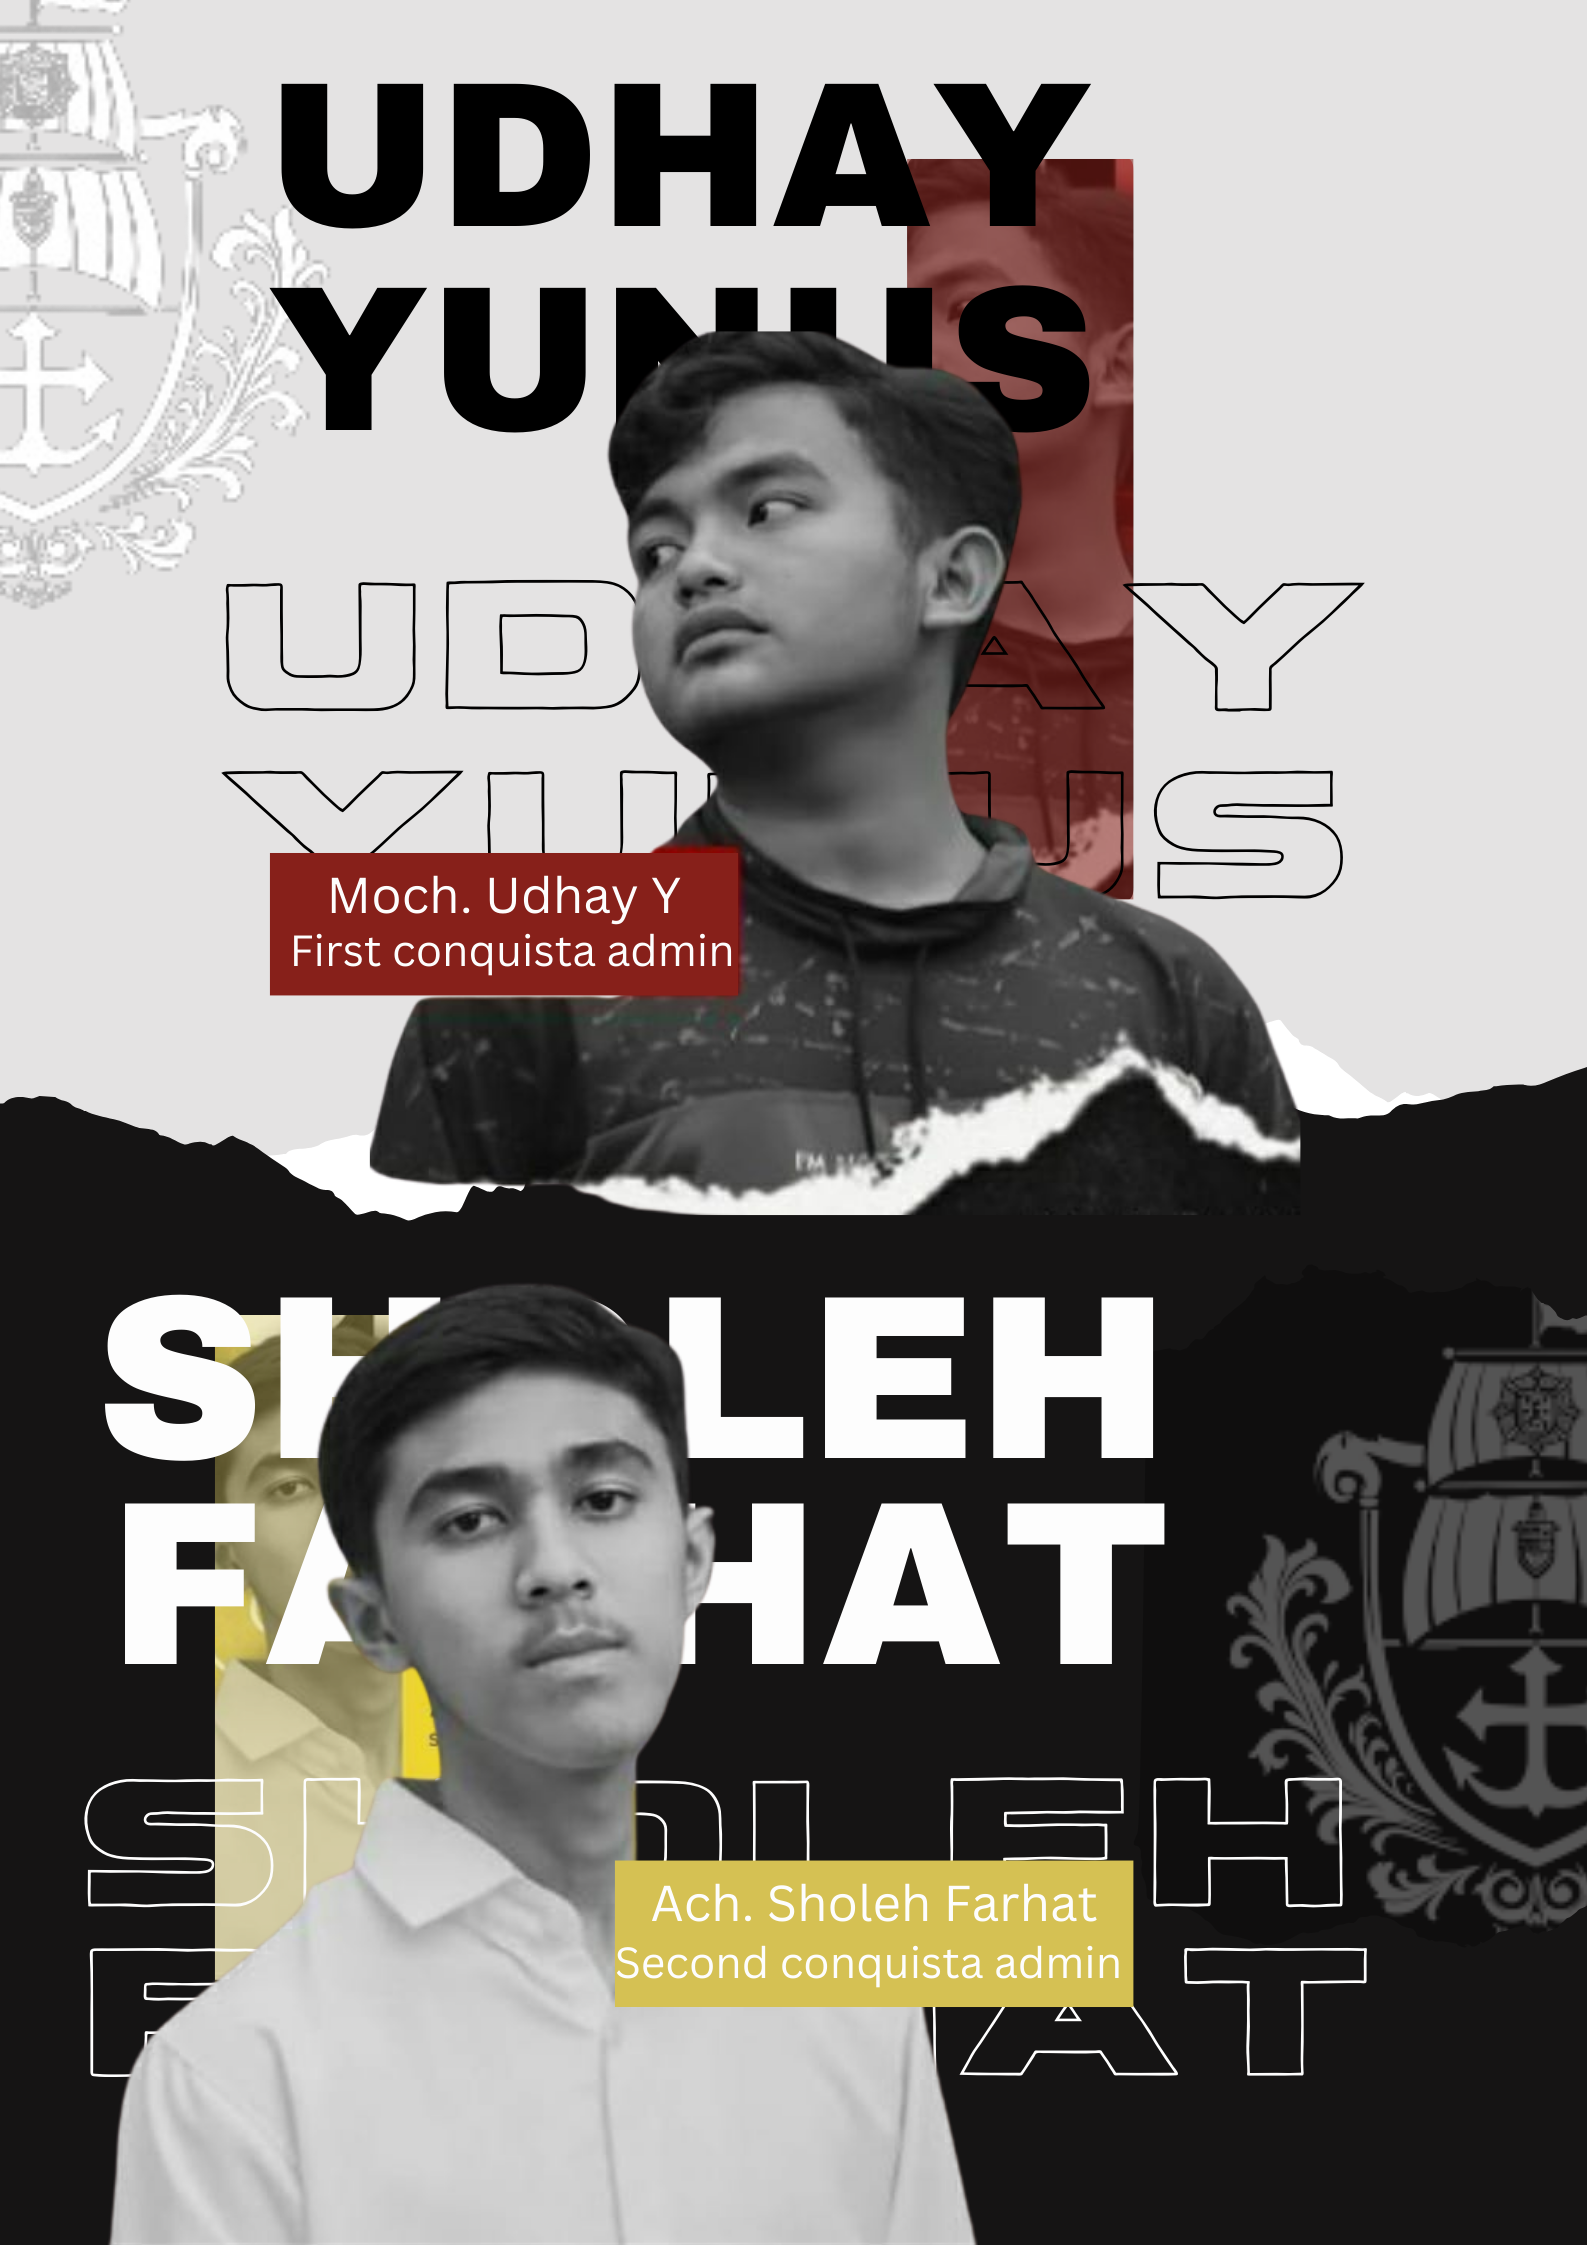 UDHAY
YUNUS
UDHAY
YUNUS
Moch. Udhay Y
First conquista admin
I'M
SHOLEH
FARHAT
SHOLEH
FARHAT
Ach. Sholeh Farhat
Second conquista admin